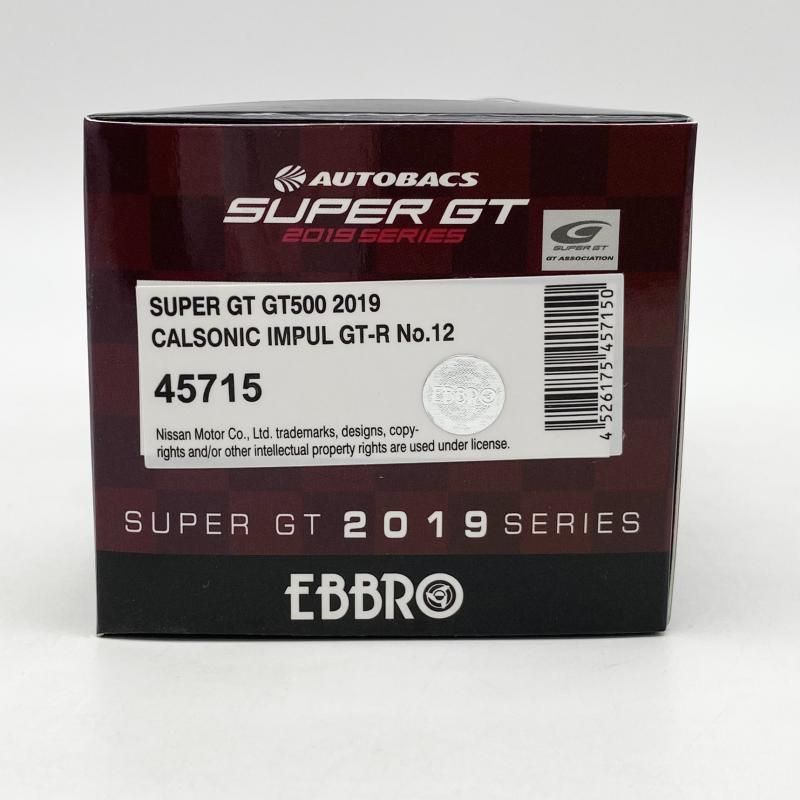 AUTOBACS
SUPER GT
2019 SERIES
SUPER GT
GT ASSOCIATION
SUPER GT GT500 2019
CALSONIC IMPUL GT-R No.12
45715
EBBRO
Nissan Motor Co., Ltd. trademarks, designs, copy-
rights and/or other intellectual property rights are used under license.
4 526175 457150
SUPER GT 2019 SERIES
EBBRO